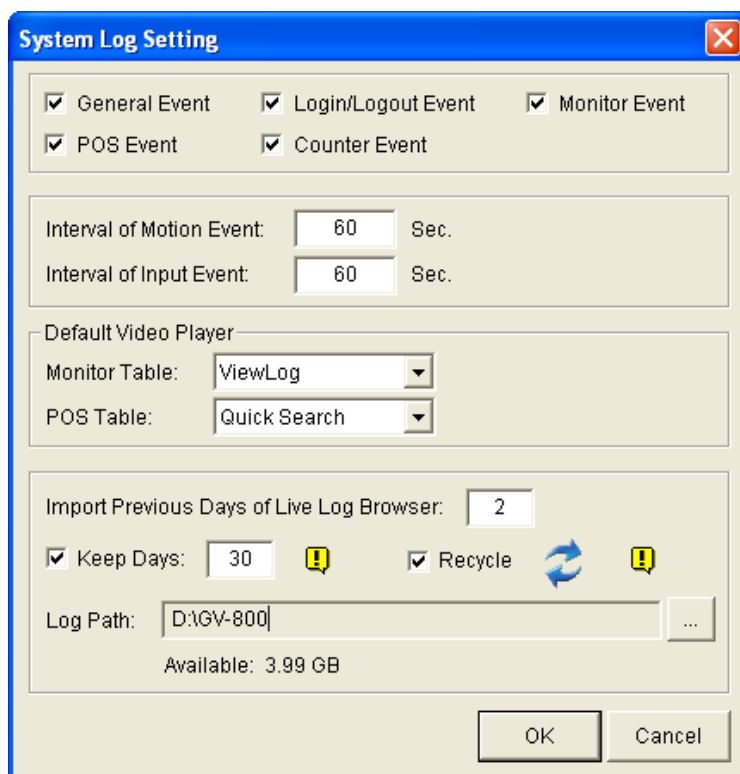 System Log Setting
General Event Login/Logout Event Monitor Event
POS Event Counter Event
Interval of Motion Event: 60 Sec.
Interval of Input Event: 60 Sec.
Default Video Player
Monitor Table: ViewLog
POS Table: Quick Search
Import Previous Days of Live Log Browser: 2
Keep Days: 30 ! Recycle !
Log Path: D:\GV-800 ...
Available: 3.99 GB
OK Cancel